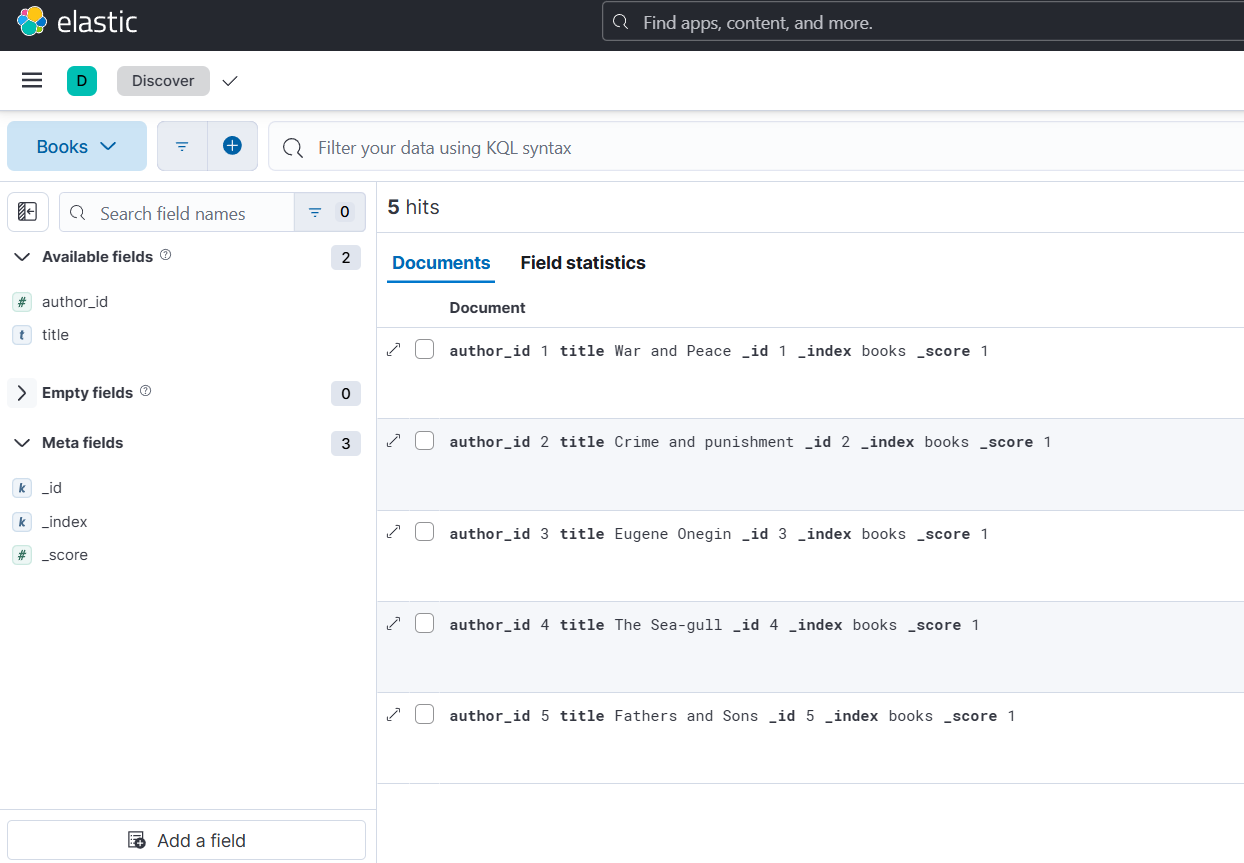 elastic
Find apps, content, and more.
D
Discover
Books
Filter your data using KQL syntax
Search field names
0
Available fields
2
# author_id
t title
Empty fields
0
Meta fields
3
k _id
k _index
# _score
Add a field
5 hits
Documents
Field statistics
Document
author_id 1 title War and Peace _id 1 _index books _score 1
author_id 2 title Crime and punishment _id 2 _index books _score 1
author_id 3 title Eugene Onegin _id 3 _index books _score 1
author_id 4 title The Sea-gull _id 4 _index books _score 1
author_id 5 title Fathers and Sons _id 5 _index books _score 1